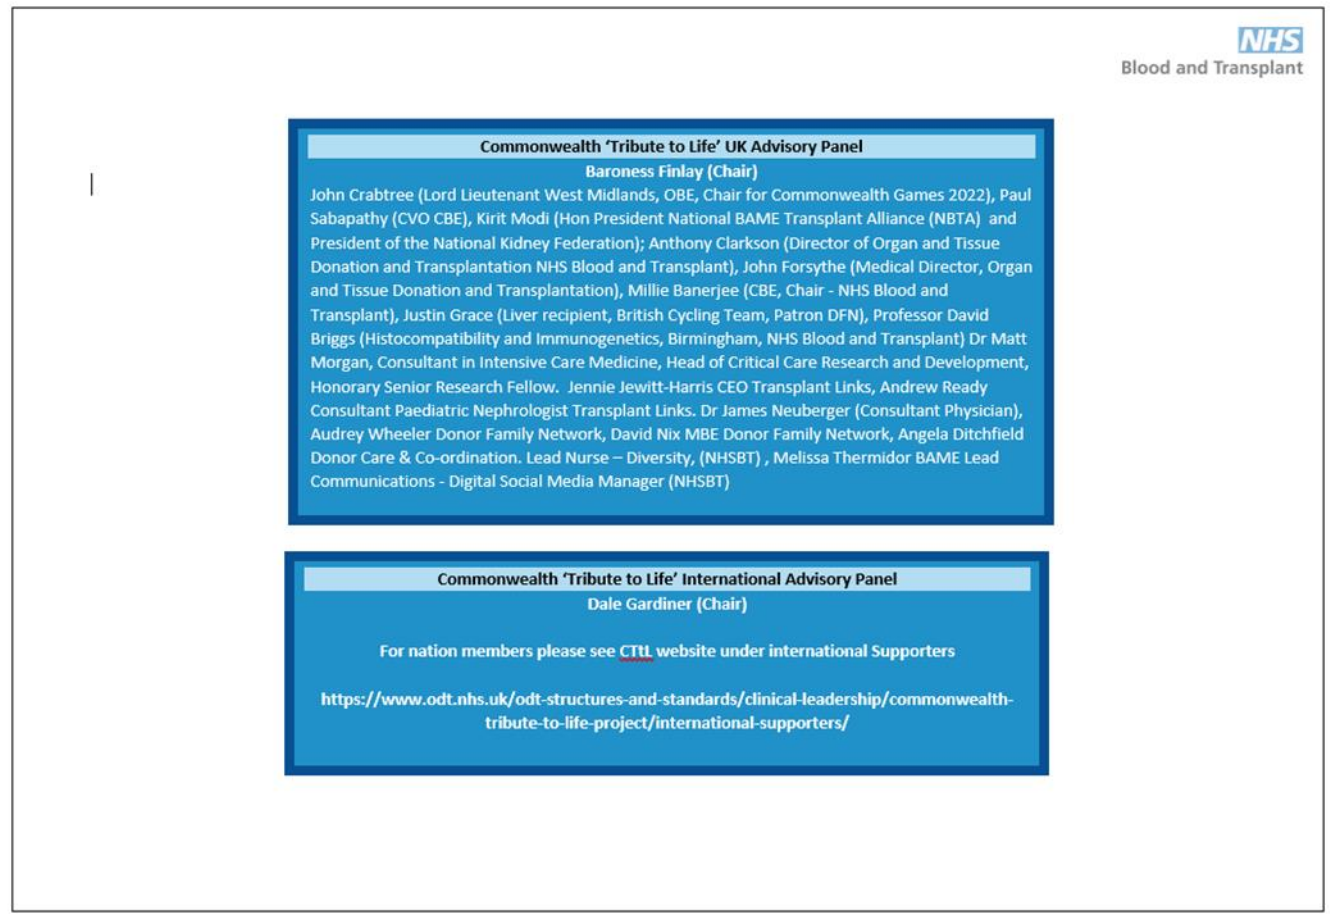 NHS
Blood and Transplant
Commonwealth ‘Tribute to Life’ UK Advisory Panel
Baroness Finlay (Chair)
John Crabtree (Lord Lieutenant West Midlands, OBE, Chair for Commonwealth Games 2022), Paul
Sabapathy (CVO CBE), Kirit Modi (Hon President National BAME Transplant Alliance (NBTA) and
President of the National Kidney Federation); Anthony Clarkson (Director of Organ and Tissue
Donation and Transplantation NHS Blood and Transplant), John Forsythe (Medical Director, Organ
and Tissue Donation and Transplantation), Millie Banerjee (CBE, Chair - NHS Blood and
Transplant), Justin Grace (Liver recipient, British Cycling Team, Patron DFN), Professor David
Briggs (Histocompatibility and Immunogenetics, Birmingham, NHS Blood and Transplant) Dr Matt
Morgan, Consultant in Intensive Care Medicine, Head of Critical Care Research and Development,
Honorary Senior Research Fellow. Jennie Jewitt-Harris CEO Transplant Links, Andrew Ready
Consultant Paediatric Nephrologist Transplant Links. Dr James Neuberger (Consultant Physician),
Audrey Wheeler Donor Family Network, David Nix MBE Donor Family Network, Angela Ditchfield
Donor Care & Co-ordination. Lead Nurse – Diversity, (NHSBT) , Melissa Thermidor BAME Lead
Communications - Digital Social Media Manager (NHSBT)
Commonwealth ‘Tribute to Life’ International Advisory Panel
Dale Gardiner (Chair)
For nation members please see CTtL website under international Supporters
https://www.odt.nhs.uk/odt-structures-and-standards/clinical-leadership/commonwealth-
tribute-to-life-project/international-supporters/